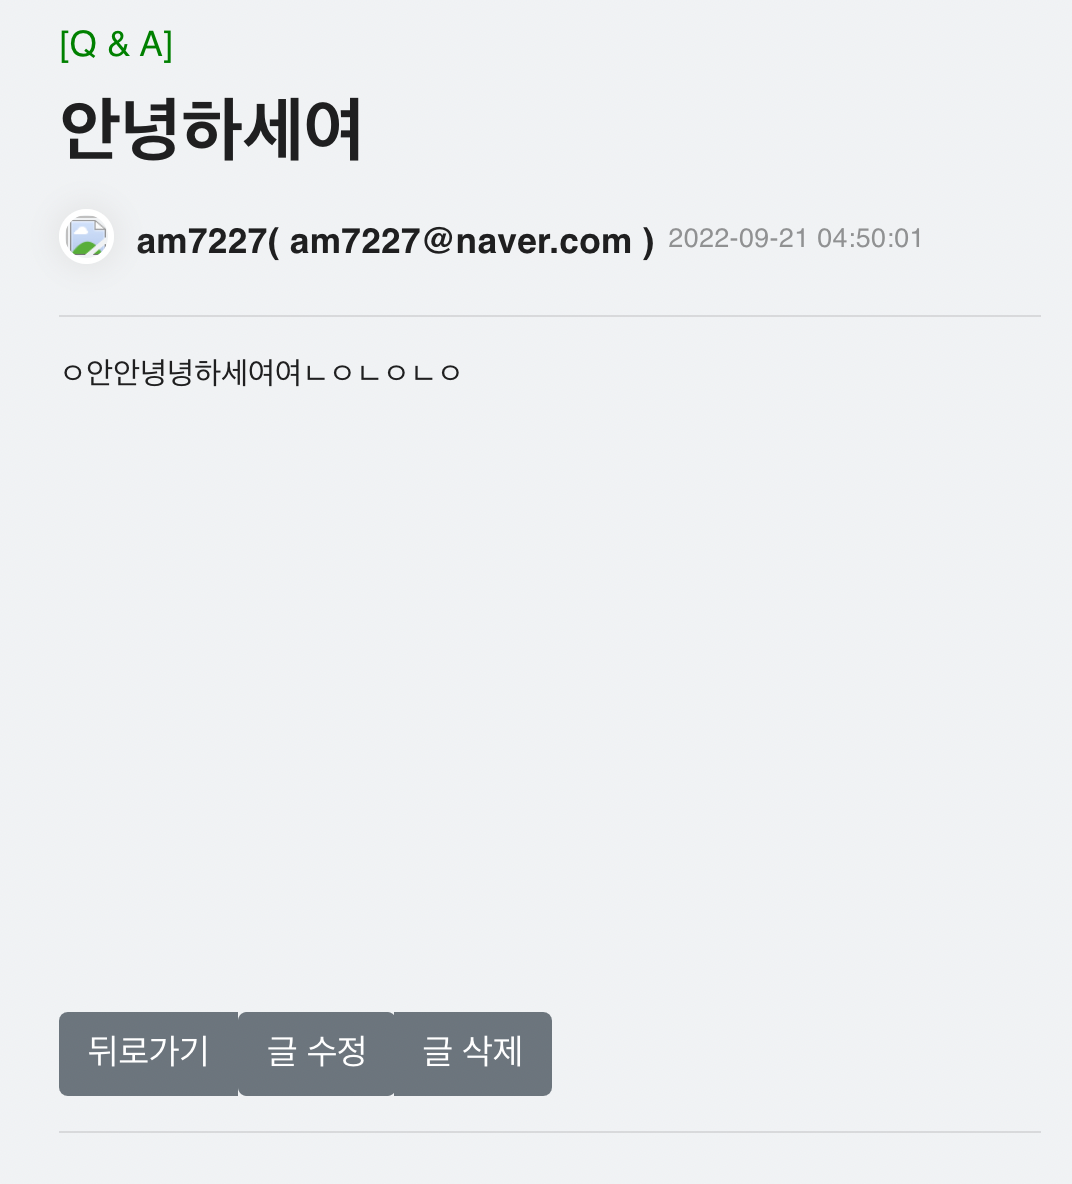 [Q & A]
안녕하세여
am7227( am7227@naver.com ) 2022-09-21 04:50:01
ㅇ안안녕녕하세여여ㄴㅇㄴㅇㄴㅇ
뒤로가기 글 수정 글 삭제